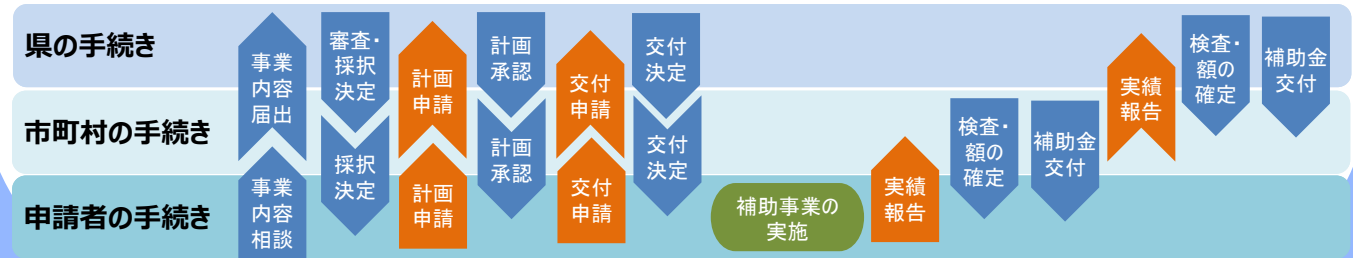 県の手続き
事業
内容
届出
審査・
採択
決定
計画
申請
計画
承認
交付
申請
交付
決定
実績
報告
検査・
額の
確定
補助金
交付
市町村の手続き
採択
決定
計画
承認
交付
決定
検査・
額の
確定
補助金
交付
申請者の手続き
事業
内容
相談
計画
申請
交付
申請
補助事業の
実施
実績
報告